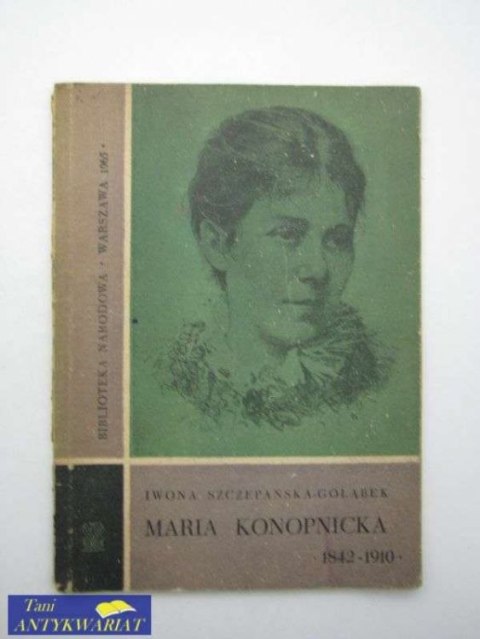 BIBLIOTEKA NARODOWA · WARSZAWA 1965 ·
IWONA SZCZEPAŃSKA-GOŁĄBEK
MARIA KONOPNICKA
· 1842-1910 ·
Tani
ANTYKWARIAT